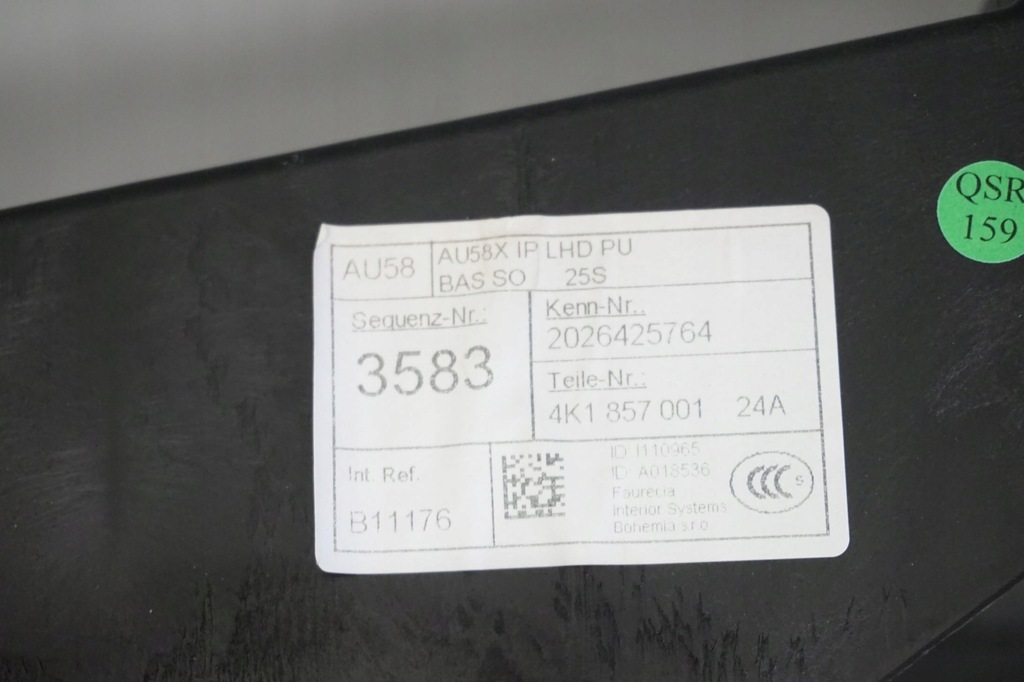 AU58
AU58X IP LHD PU
BAS SO 25S
Sequenz-Nr.:
3583
Kenn-Nr.:
2026425764
Teile-Nr.:
4K1 857 001 24A
Int. Ref.
B11176
ID: I110965
ID: A018536
Faurecia
Interior Systems
Bohemia s.r.o.
CCC S
QSR
159